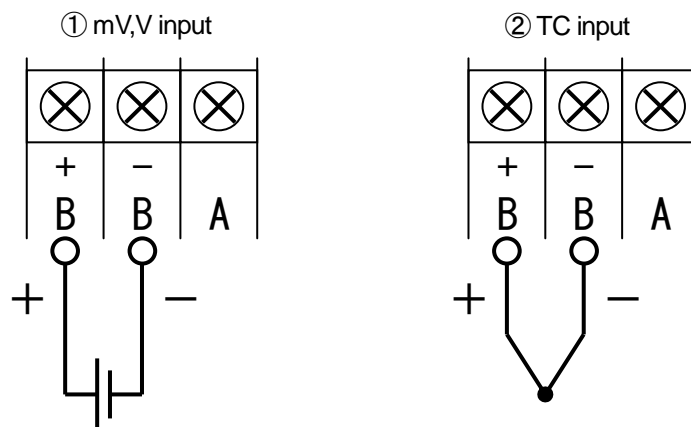 ① mV,V input
+ −
B B A
+ −
② TC input
+ −
B B A
+ −